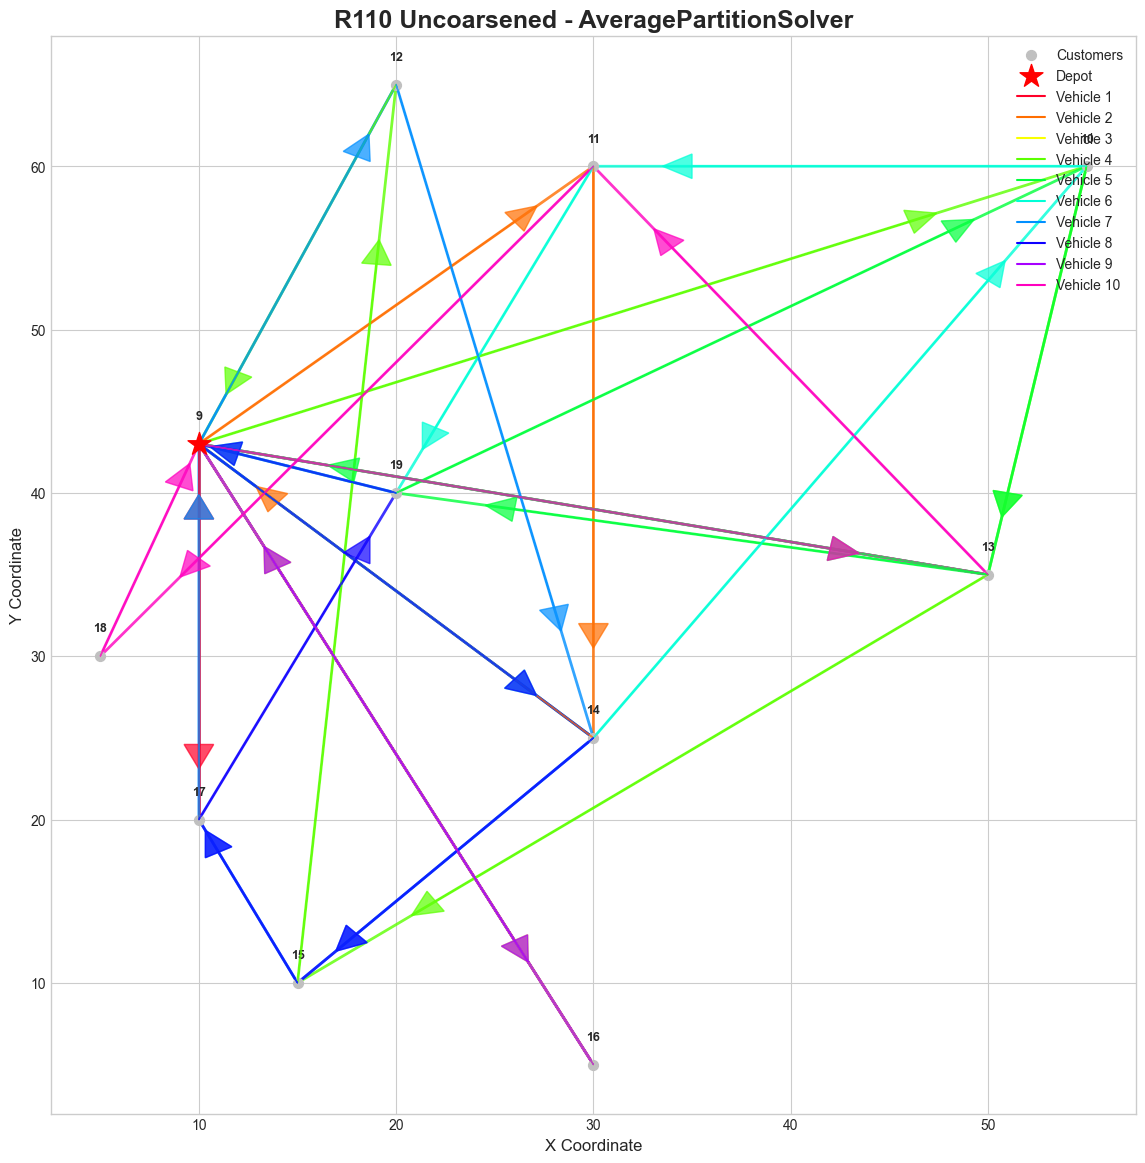 R110 Uncoarsened - AveragePartitionSolver
12
11
10
Customers
Depot
Vehicle 1
Vehicle 2
Vehicle 3
Vehicle 4
Vehicle 5
Vehicle 6
Vehicle 7
Vehicle 8
Vehicle 9
Vehicle 10
9
19
13
18
14
17
15
16
60
50
40
30
20
10
Y Coordinate
10
20
30
40
50
X Coordinate